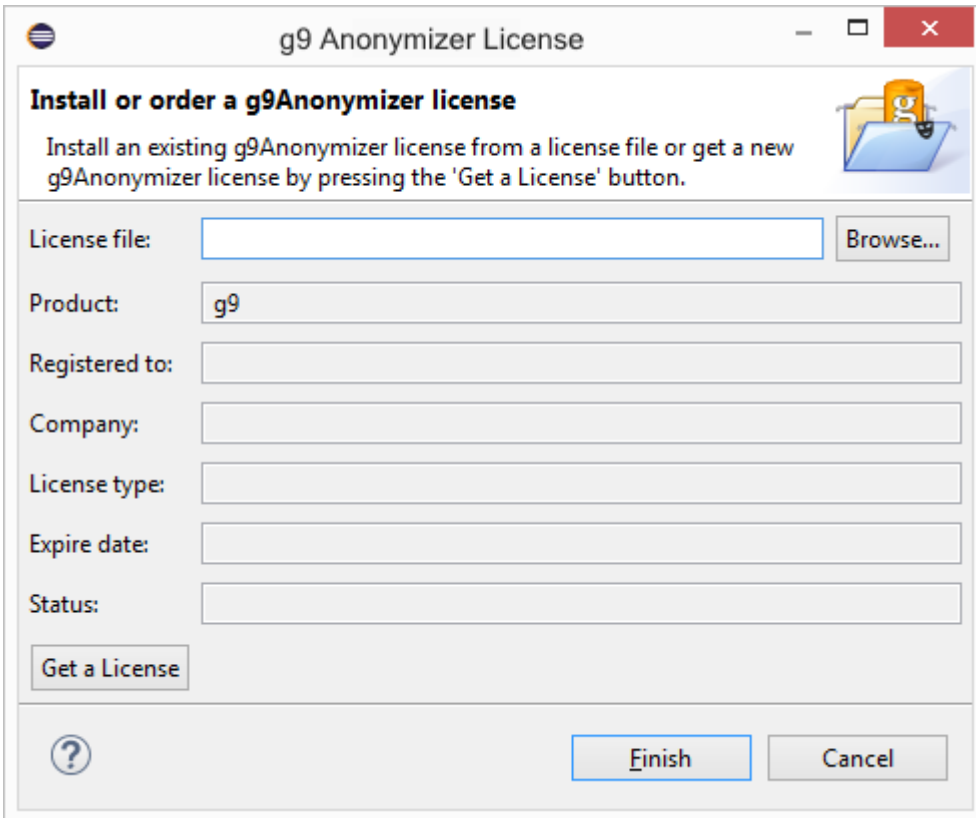 g9 Anonymizer License
Install or order a g9Anonymizer license
Install an existing g9Anonymizer license from a license file or get a new
g9Anonymizer license by pressing the 'Get a License' button.
g
License file:
Browse...
Product:
g9
Registered to:
Company:
License type:
Expire date:
Status:
Get a License
?
Finish
Cancel